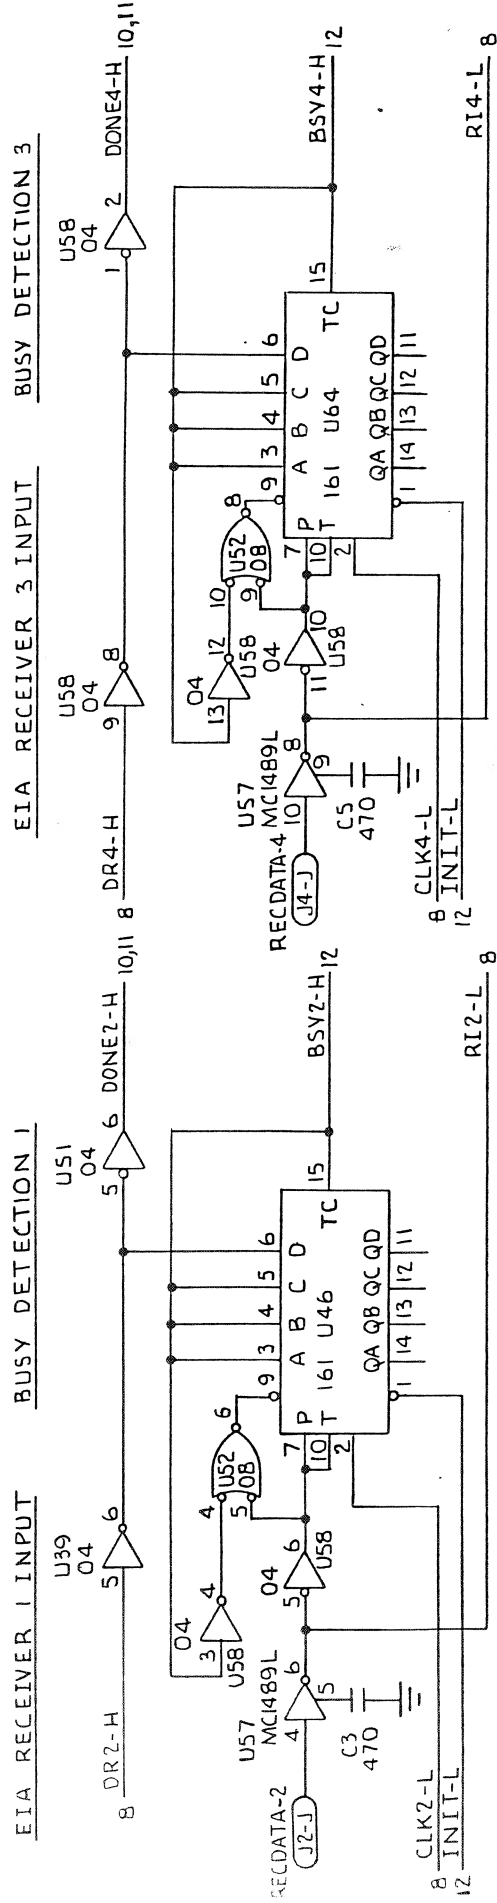 EIA RECEIVER 1 INPUT
BUSY DETECTION 1
8 DR2-H
5 U39 04 6
5 U51 04 6
DONE2-H 10,11
3 04 U58 4
4 5 U52 08 6
9 3 4 5 6
A B C D
161 U46
P T
7 10 2
QA QB QC QD
1 14 13 12 11
TC 15
BSY2-H 12
RECDATA-2
J2-J
U57 MC1489L
4 5 6
5 04 U58 6
C3 470
8 CLK2-L
12 INIT-L
RI2-L 8
EIA RECEIVER 3 INPUT
BUSY DETECTION 3
8 DR4-H
9 U58 04 8
1 U58 04 2
DONE4-H 10,11
13 04 U58 12
10 9 U52 08 8
9 3 4 5 6
A B C D
161 U64
P T
7 10 2
QA QB QC QD
1 14 13 12 11
TC 15
BSY4-H 12
RECDATA-4
J4-J
U57 MC1489L
10 9 8
11 04 U58 10
C5 470
8 CLK4-L
12 INIT-L
RI4-L 8